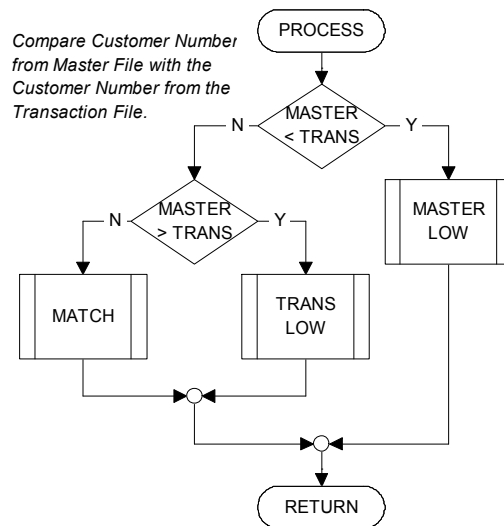 PROCESS
Compare Customer Number
from Master File with the
Customer Number from the
Transaction File.
MASTER
< TRANS
N
Y
MASTER
> TRANS
N
Y
MASTER
LOW
MATCH
TRANS
LOW
RETURN